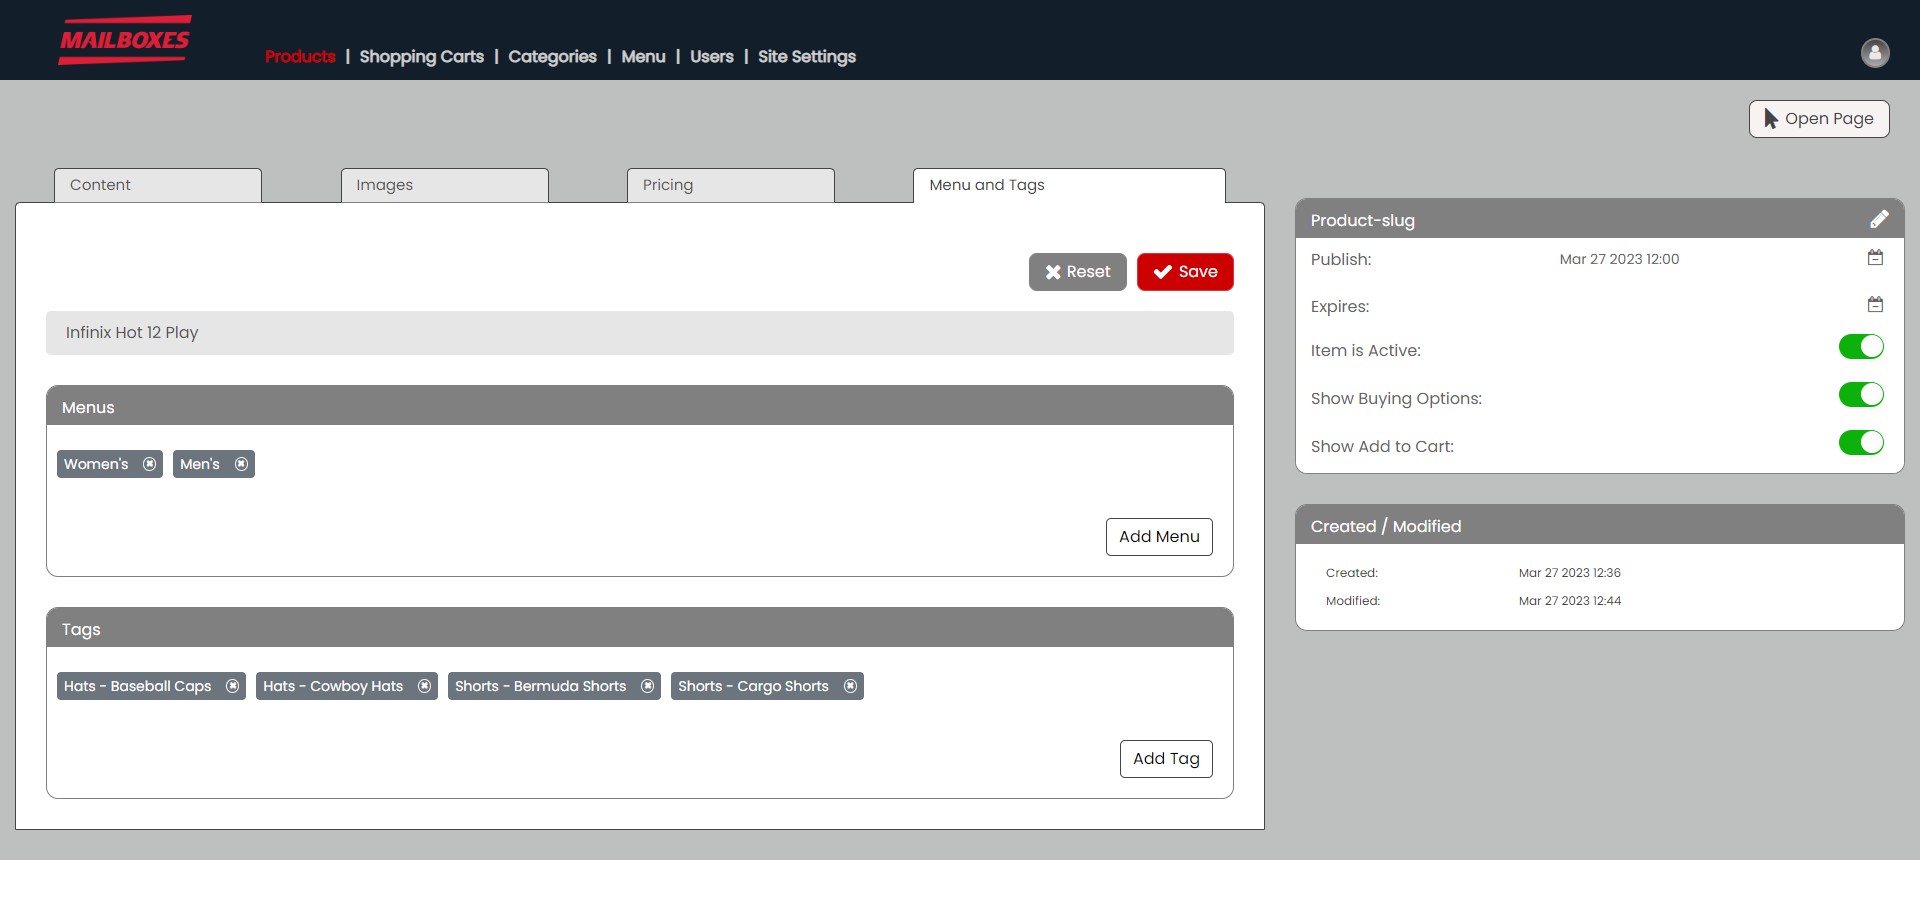 MAILBOXES
Products | Shopping Carts | Categories | Menu | Users | Site Settings
Open Page
Content
Images
Pricing
Menu and Tags
Reset
Save
Infinix Hot 12 Play
Menus
Women's
Men's
Add Menu
Tags
Hats - Baseball Caps
Hats - Cowboy Hats
Shorts - Bermuda Shorts
Shorts - Cargo Shorts
Add Tag
Product-slug
Publish: Mar 27 2023 12:00
Expires:
Item is Active:
Show Buying Options:
Show Add to Cart:
Created / Modified
Created: Mar 27 2023 12:36
Modified: Mar 27 2023 12:44